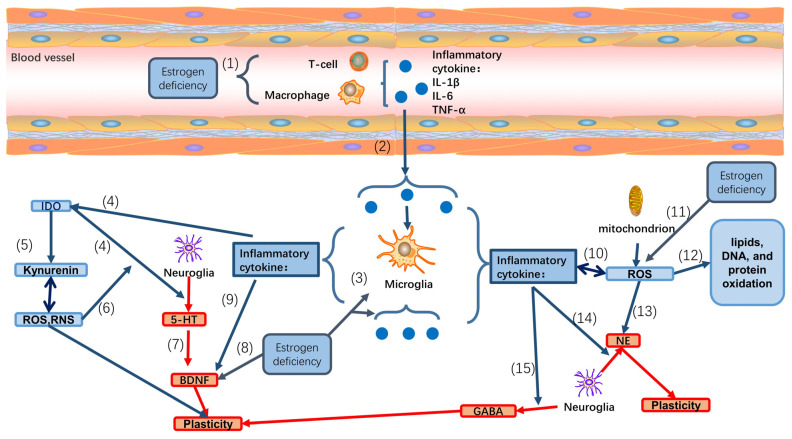 Blood vessel
Estrogen
deficiency
(1)
T-cell
Macrophage
Inflammatory
cytokine:
IL-1β
IL-6
TNF-α
(2)
IDO
(4)
(4)
(5)
Kynurenin
(6)
ROS,RNS
Neuroglia
5-HT
(7)
BDNF
Plasticity
Inflammatory
cytokine:
(9)
(8)
Estrogen
deficiency
(3)
Microglia
Inflammatory
cytokine:
(10)
mitochondrion
Estrogen
deficiency
(11)
ROS
(12)
lipids,
DNA, and
protein
oxidation
(13)
(14)
NE
(15)
Neuroglia
GABA
Plasticity